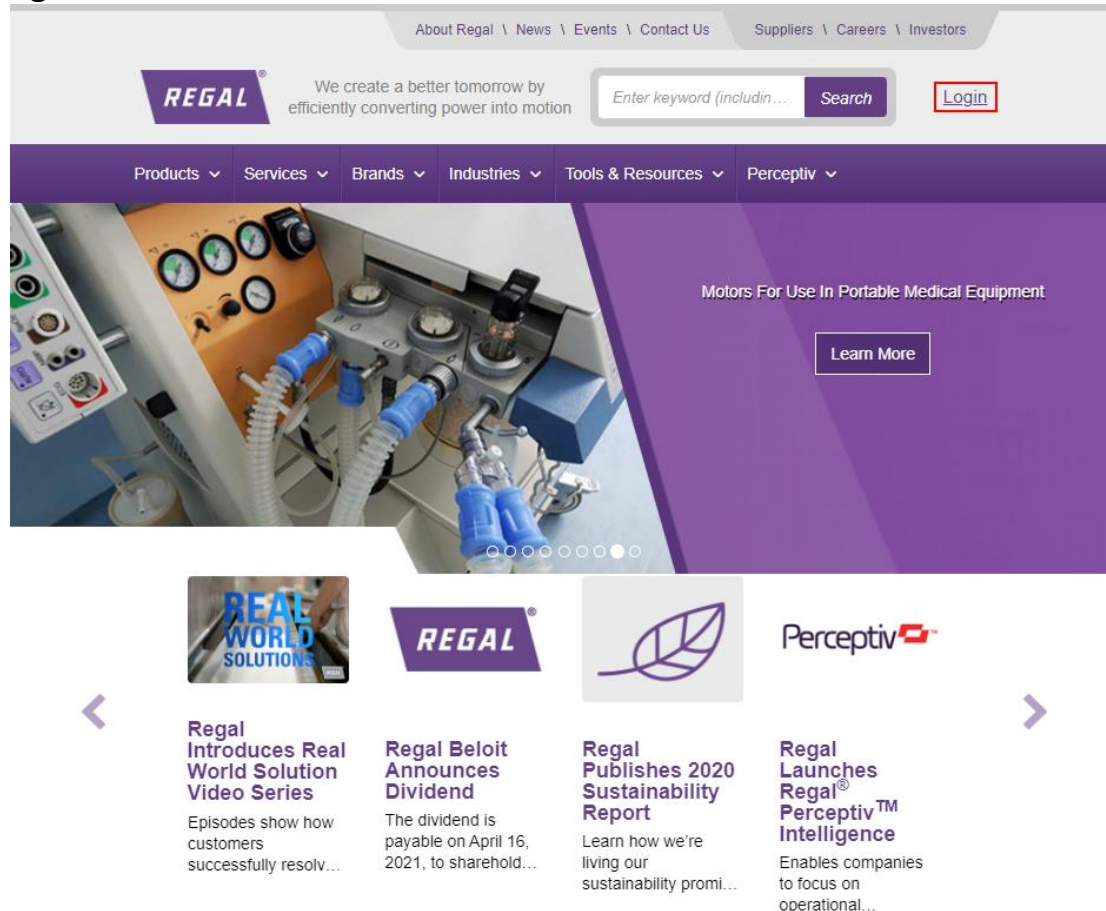 About Regal \ News \ Events \ Contact Us
Suppliers \ Careers \ Investors
REGAL®
We create a better tomorrow by
efficiently converting power into motion
Enter keyword (includin…
Search
Login
Products
Services
Brands
Industries
Tools & Resources
Perceptiv
Motors For Use In Portable Medical Equipment
Learn More
REAL
WORLD
SOLUTIONS
REGAL®
Perceptiv™
Regal
Introduces Real
World Solution
Video Series
Episodes show how
customers
successfully resolv…
Regal Beloit
Announces
Dividend
The dividend is
payable on April 16,
2021, to sharehold…
Regal
Publishes 2020
Sustainability
Report
Learn how we're
living our
sustainability promi…
Regal
Launches
Regal®
Perceptiv™
Intelligence
Enables companies
to focus on
operational…